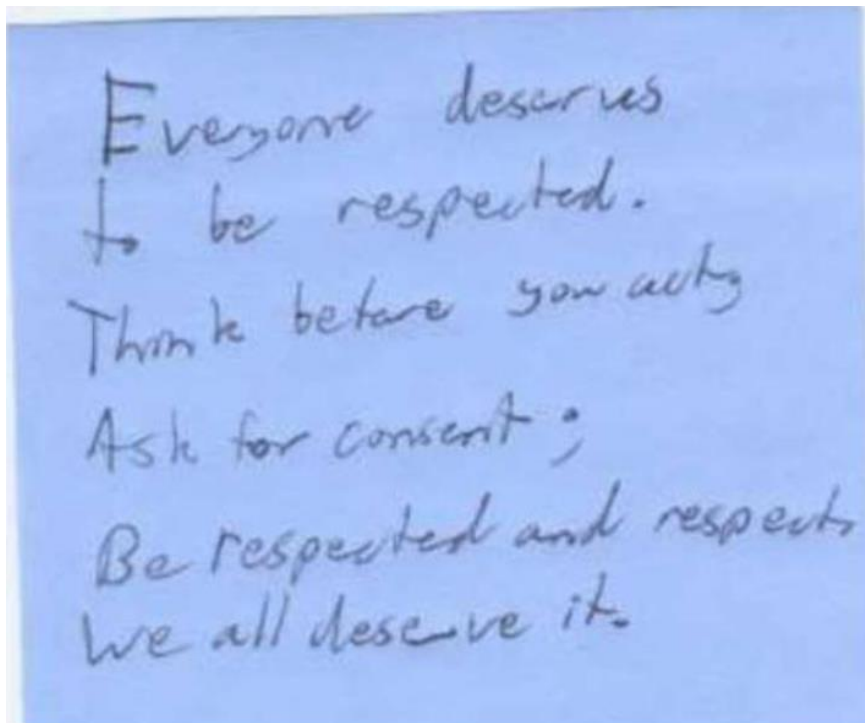 Everyone deserves
to be respected.
Think before you act;
Ask for consent;
Be respected and respect.
We all deserve it.